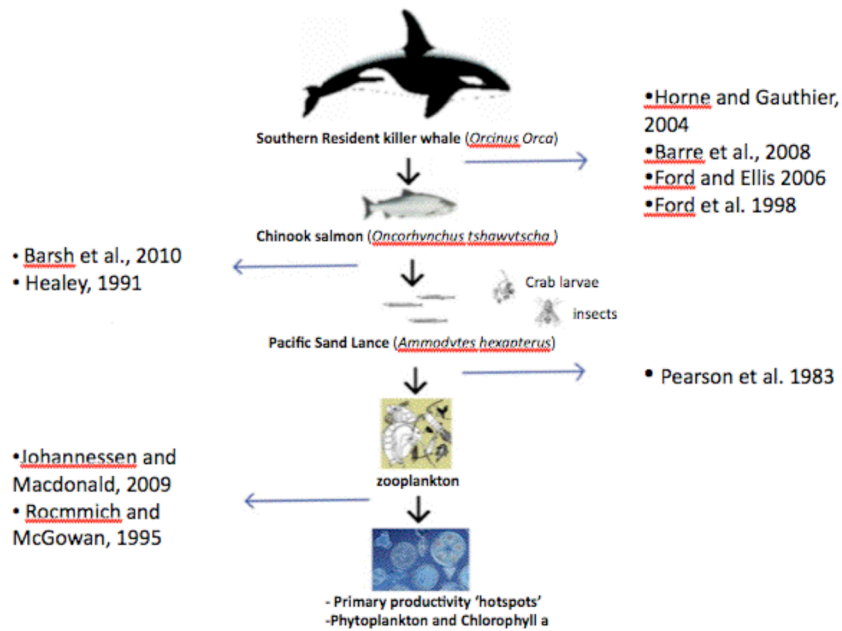 Southern Resident killer whale (Orcinus Orca)
•Horne and Gauthier,
2004
•Barre et al., 2008
•Ford and Ellis 2006
•Ford et al. 1998
Chinook salmon (Oncorhynchus tshawytscha )
• Barsh et al., 2010
• Healey, 1991
Crab larvae
insects
Pacific Sand Lance (Ammodytes hexapterus)
• Pearson et al. 1983
zooplankton
•Johannessen and
Macdonald, 2009
• Rocmmich and
McGowan, 1995
- Primary productivity ‘hotspots’
-Phytoplankton and Chlorophyll a